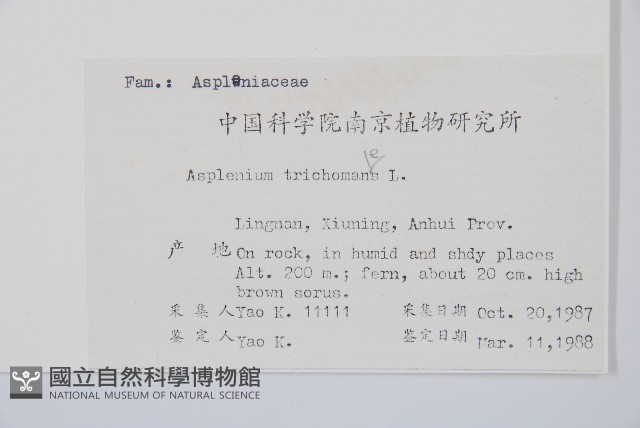 Fam.: Aspleniaceae
中国科学院南京植物研究所
e
Asplenium trichomans L.
Lingnan, Xiuning, Anhui Prov.
产 地 On rock, in humid and shdy places
Alt. 200 m.; fern, about 20 cm. high
brown sorus.
采集人 Yao K. 11111 采集日期 Oct. 20,1987
鉴定人 Yao K. 鉴定日期 Mar. 11,1988
國立自然科學博物館
NATIONAL MUSEUM OF NATURAL SCIENCE